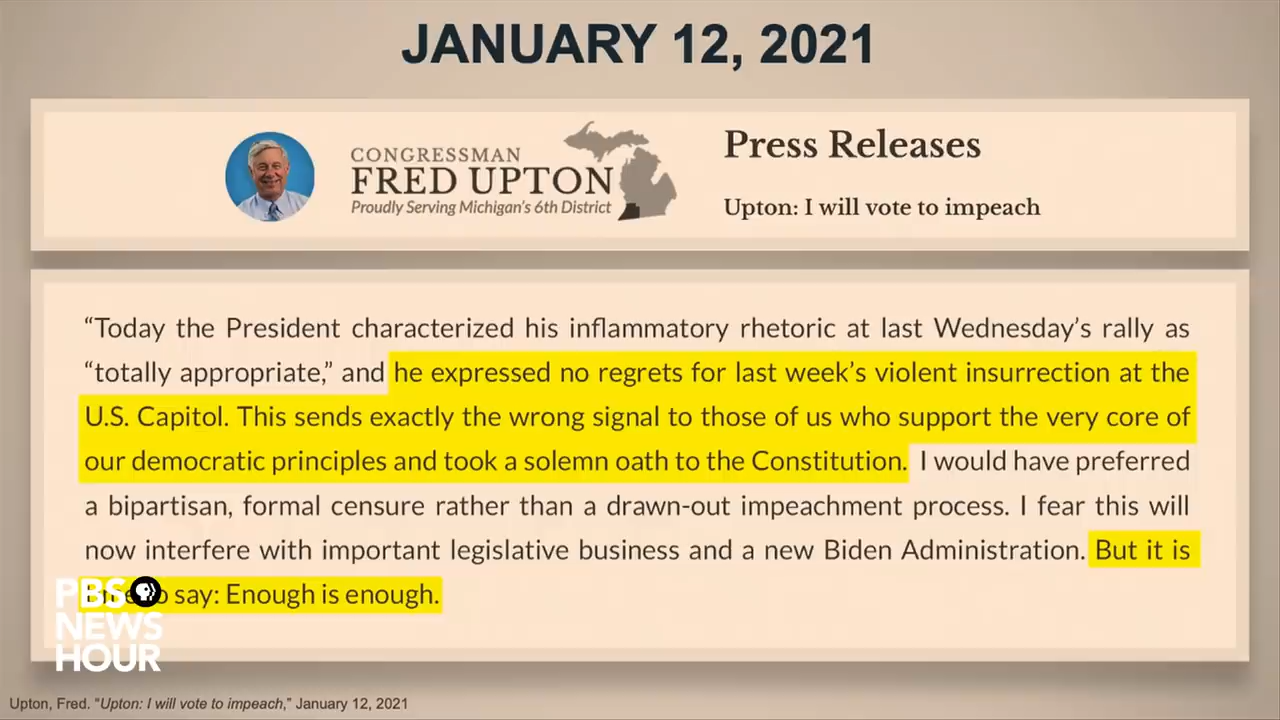 JANUARY 12, 2021
CONGRESSMAN
FRED UPTON
Proudly Serving Michigan's 6th District
Press Releases
Upton: I will vote to impeach
“Today the President characterized his inflammatory rhetoric at last Wednesday’s rally as
“totally appropriate,” and he expressed no regrets for last week’s violent insurrection at the
U.S. Capitol. This sends exactly the wrong signal to those of us who support the very core of
our democratic principles and took a solemn oath to the Constitution. I would have preferred
a bipartisan, formal censure rather than a drawn-out impeachment process. I fear this will
now interfere with important legislative business and a new Biden Administration. But it is
say: Enough is enough.
PBS
NEWS
HOUR
Upton, Fred. “Upton: I will vote to impeach,” January 12, 2021